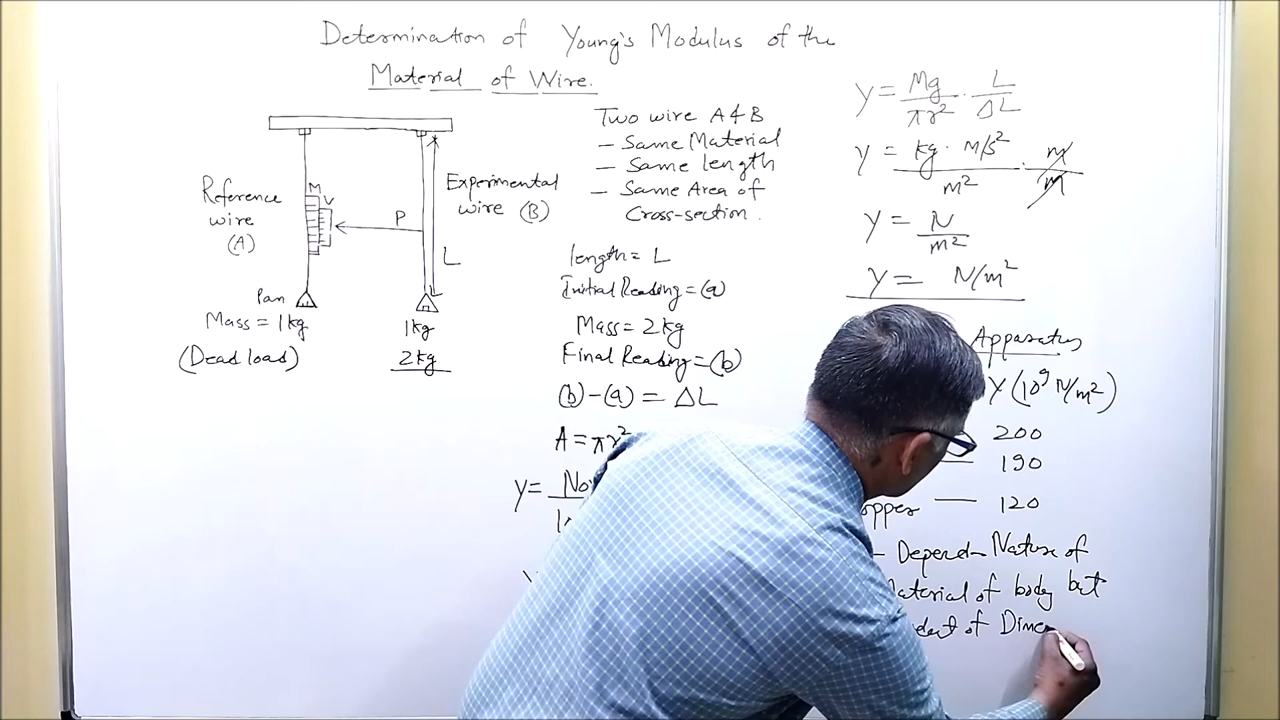 Determination of Young's Modulus of the
Material of Wire.
Two wire A & B
— Same Material
— Same length
— Same Area of
Cross-section.
Reference
wire
(A)
M
V
P
Experimental
wire (B)
L
Pan
Mass = 1kg
(Dead load)
1kg
2kg
length = L
Initial Reading = (a)
Mass = 2kg
Final Reading = (b)
(b) - (a) = ΔL
A = πr²
Y =
Y = Mg/πr² · L/ΔL
Y = kg · M/s²/m² · m/m
Y = N/m²
Y = N/m²
Apparatus
Y (10⁹ N/m²)
200
— 190
— 120
— Depend - Nature of
of body but
of